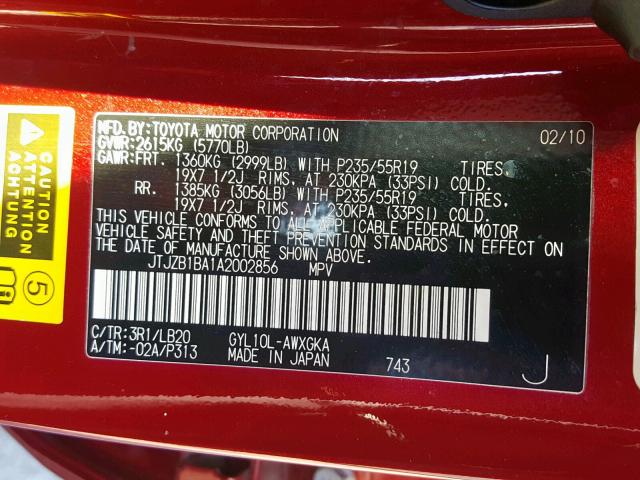 MFD.BY:TOYOTA MOTOR CORPORATION 02/10
GVWR:2615KG (5770LB)
GAWR:FRT. 1360KG (2999LB) WITH P235/55R19 TIRES,
19X7 1/2J RIMS, AT 230KPA (33PSI) COLD.
RR. 1385KG (3056LB) WITH P235/55R19 TIRES,
19X7 1/2J RIMS, AT 230KPA (33PSI) COLD.
THIS VEHICLE CONFORMS TO ALL APPLICABLE FEDERAL MOTOR
VEHICLE SAFETY AND THEFT PREVENTION STANDARDS IN EFFECT ON
THE DATE OF MANUFACTURE SHOWN ABOVE.
JTJZB1BA1A2002856 MPV
C/TR:3R1/LB20 GYL10L-AWXGKA
A/TM:-02A/P313 MADE IN JAPAN 743 J
ACHTUNG
5